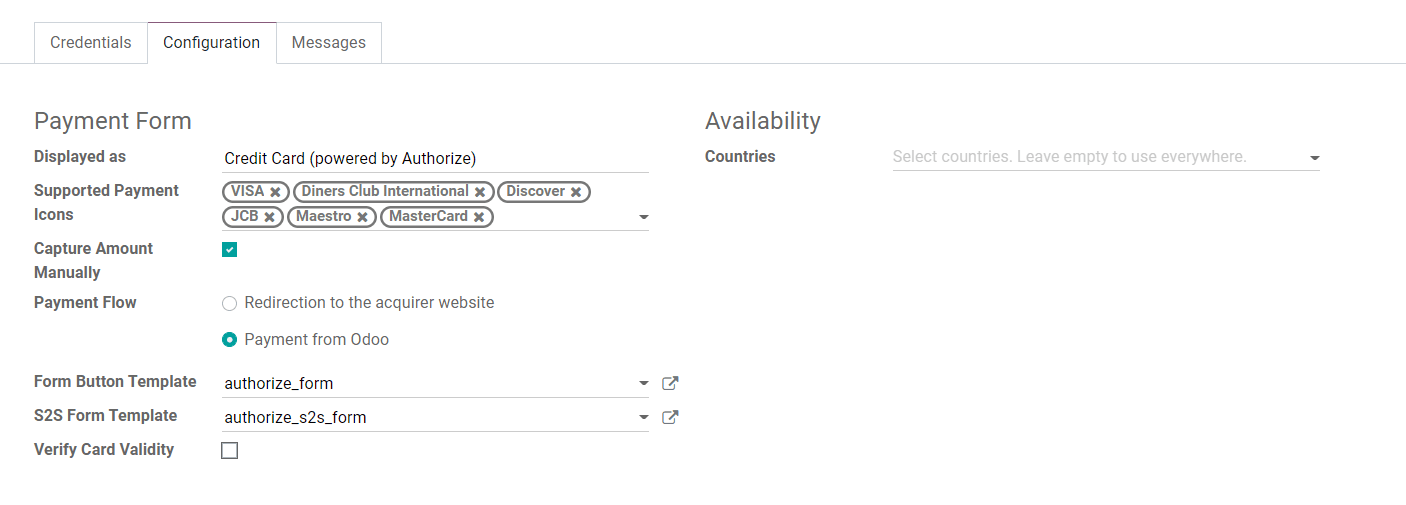 Credentials
Configuration
Messages
Payment Form
Displayed as
Credit Card (powered by Authorize)
Supported Payment
Icons
VISA
Diners Club International
Discover
JCB
Maestro
MasterCard
Capture Amount
Manually
Payment Flow
Redirection to the acquirer website
Payment from Odoo
Form Button Template
authorize_form
S2S Form Template
authorize_s2s_form
Verify Card Validity
Availability
Countries
Select countries. Leave empty to use everywhere.